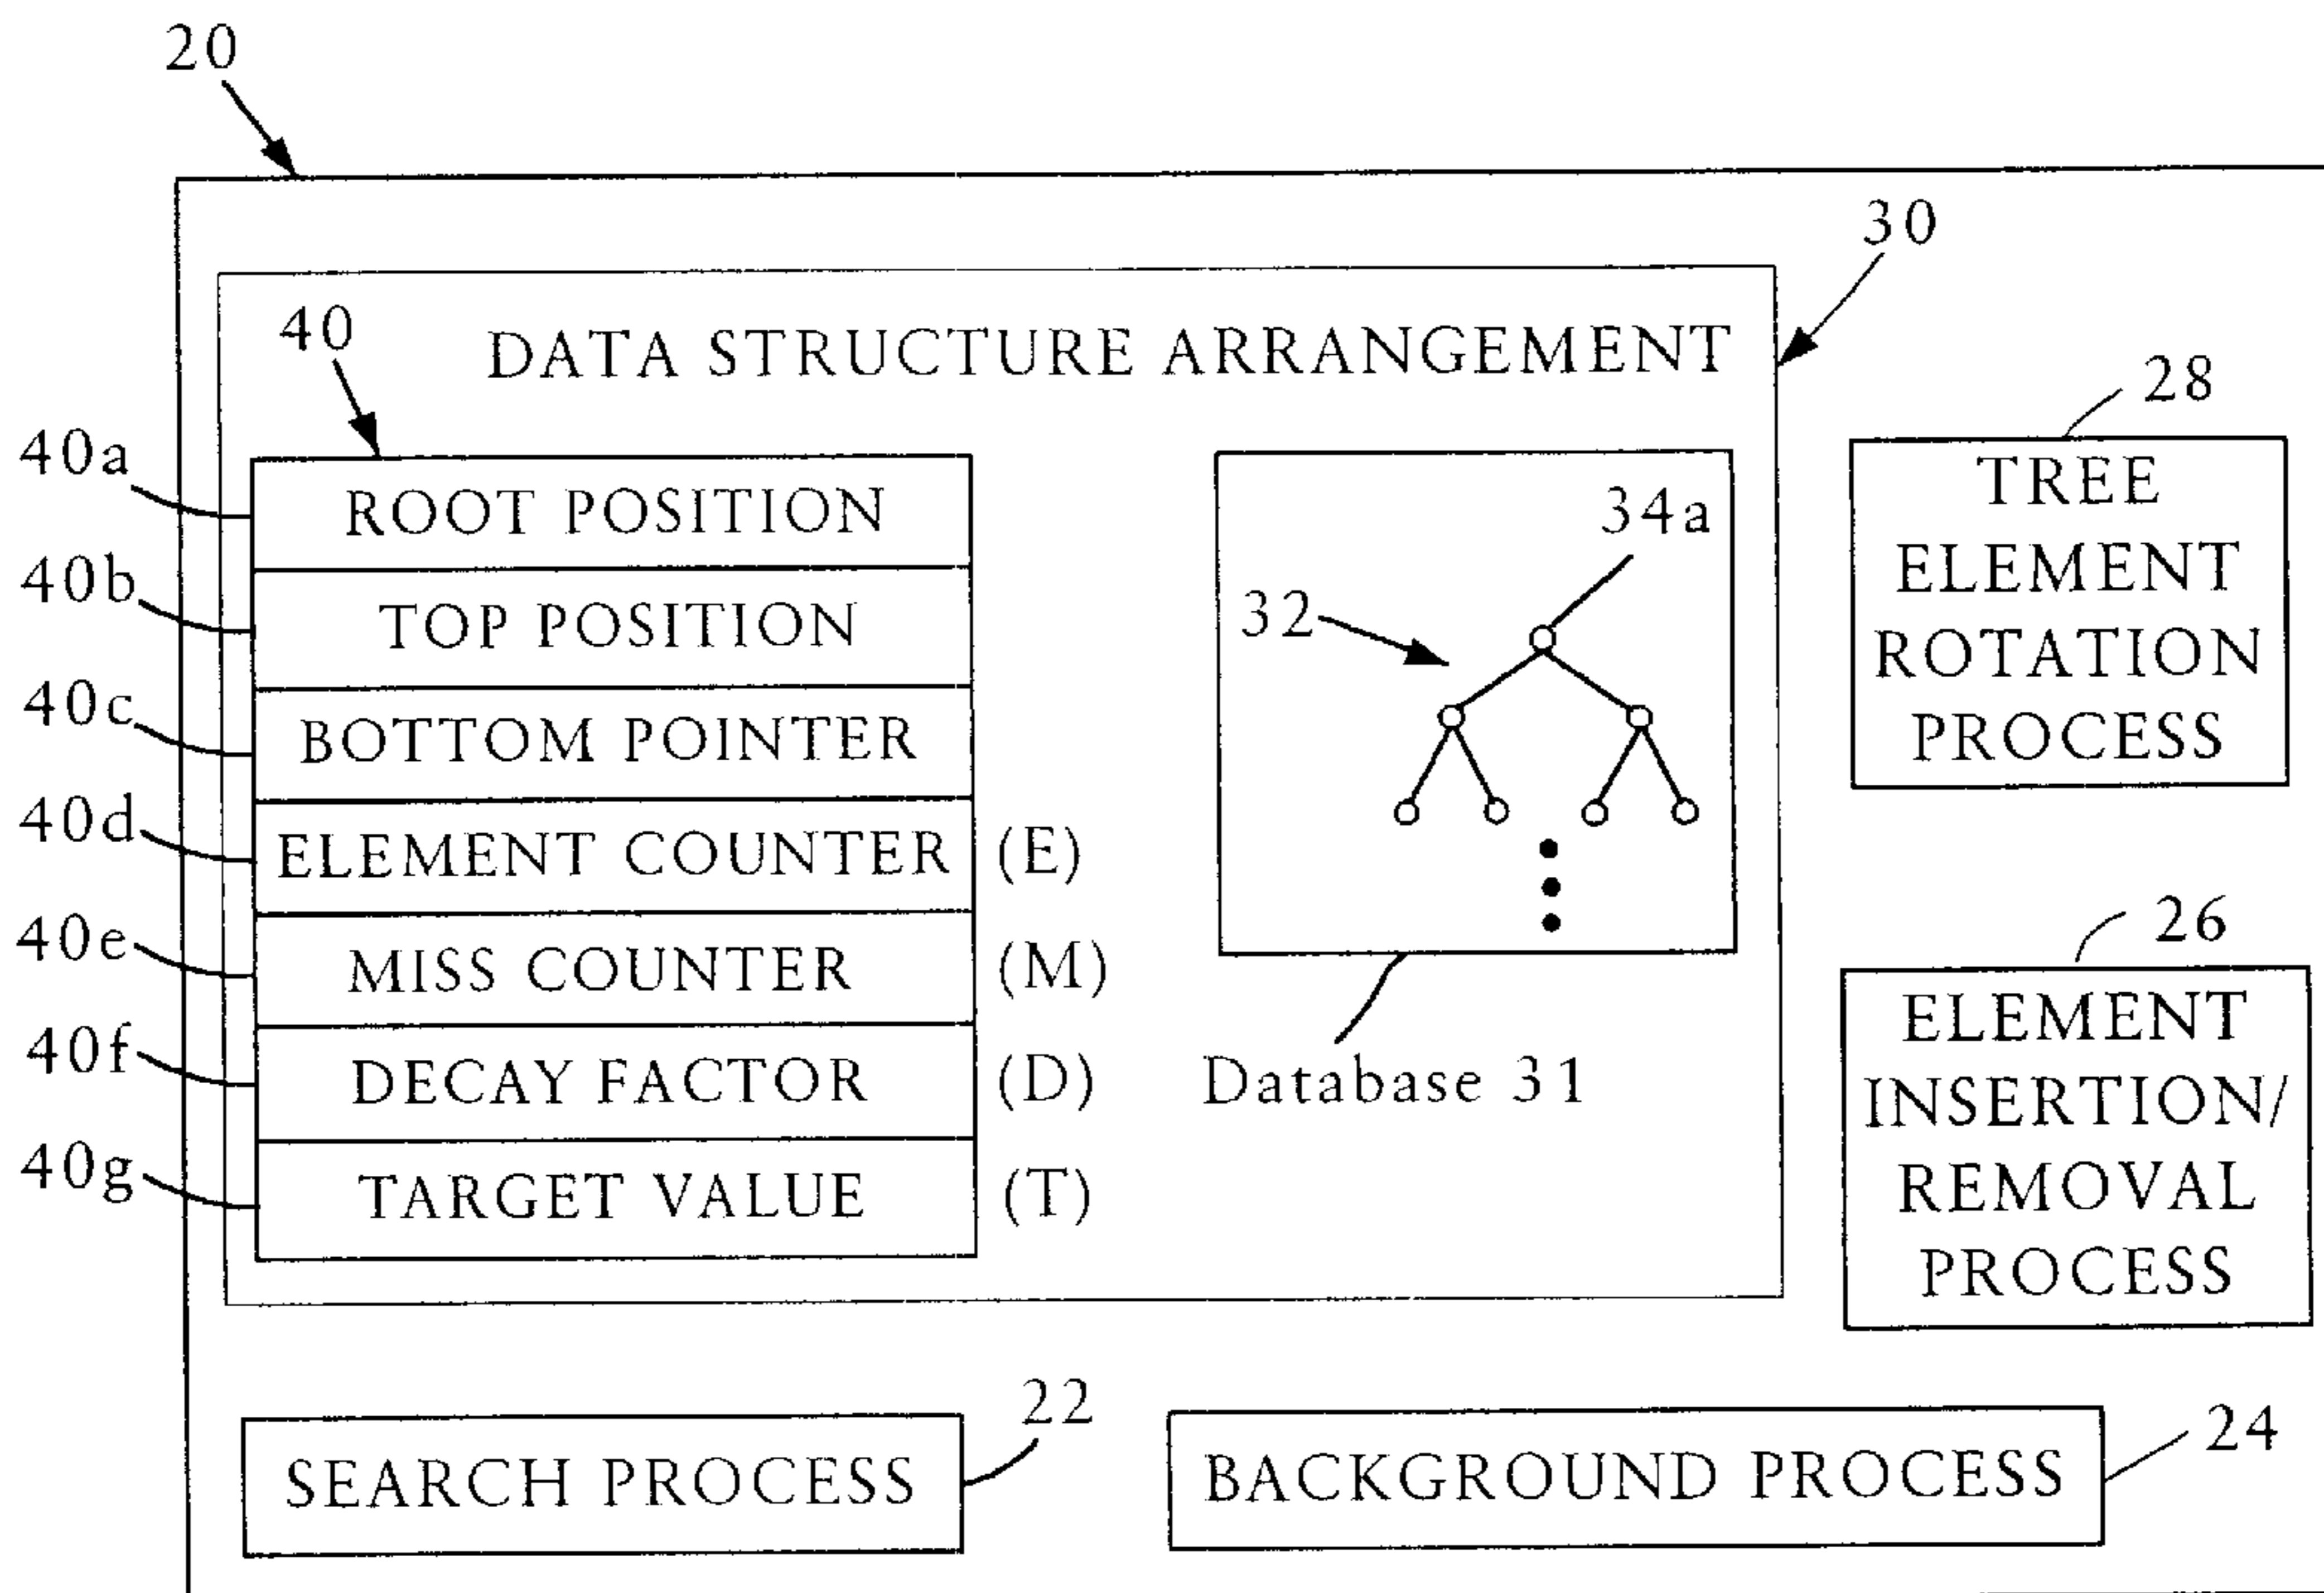 20
30
40
DATA STRUCTURE ARRANGEMENT
28
40a
ROOT POSITION
40b
TOP POSITION
40c
BOTTOM POINTER
40d
ELEMENT COUNTER (E)
40e
MISS COUNTER (M)
40f
DECAY FACTOR (D)
40g
TARGET VALUE (T)
34a
32
Database 31
TREE
ELEMENT
ROTATION
PROCESS
26
ELEMENT
INSERTION/
REMOVAL
PROCESS
22
SEARCH PROCESS
24
BACKGROUND PROCESS